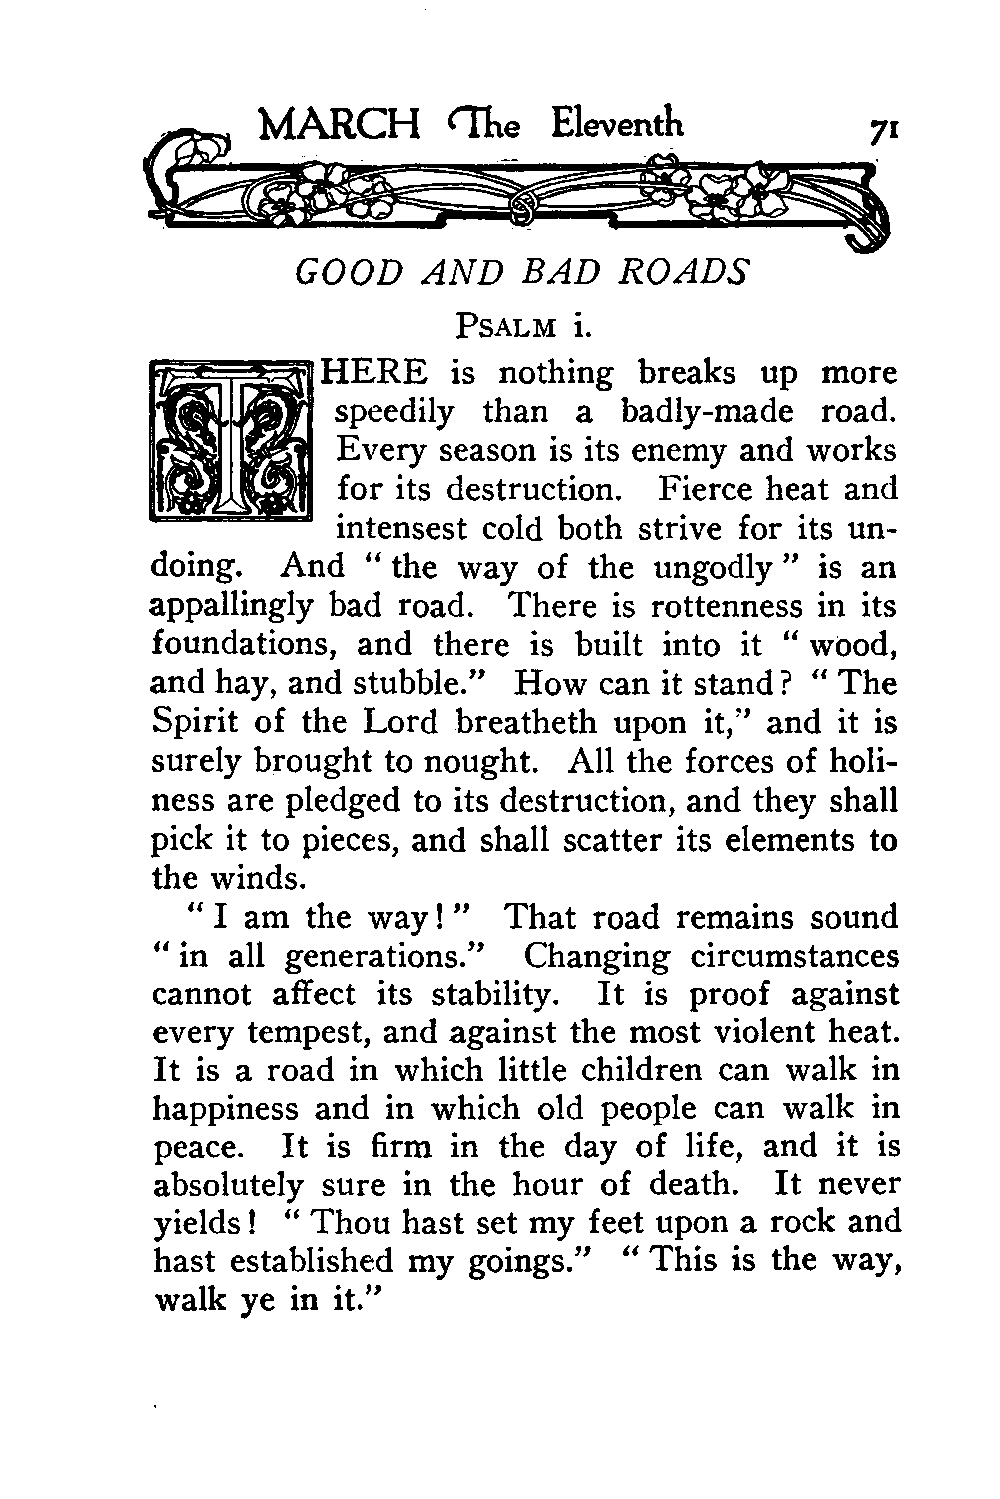 MARCH The Eleventh 71
GOOD AND BAD ROADS
PSALM i.
THERE is nothing breaks up more
speedily than a badly-made road.
Every season is its enemy and works
for its destruction. Fierce heat and
intensest cold both strive for its un-
doing. And “ the way of the ungodly ” is an
appallingly bad road. There is rottenness in its
foundations, and there is built into it “ wood,
and hay, and stubble.” How can it stand? “ The
Spirit of the Lord breatheth upon it,” and it is
surely brought to nought. All the forces of holi-
ness are pledged to its destruction, and they shall
pick it to pieces, and shall scatter its elements to
the winds.
“ I am the way! ” That road remains sound
“ in all generations.” Changing circumstances
cannot affect its stability. It is proof against
every tempest, and against the most violent heat.
It is a road in which little children can walk in
happiness and in which old people can walk in
peace. It is firm in the day of life, and it is
absolutely sure in the hour of death. It never
yields! “ Thou hast set my feet upon a rock and
hast established my goings.” “ This is the way,
walk ye in it.”